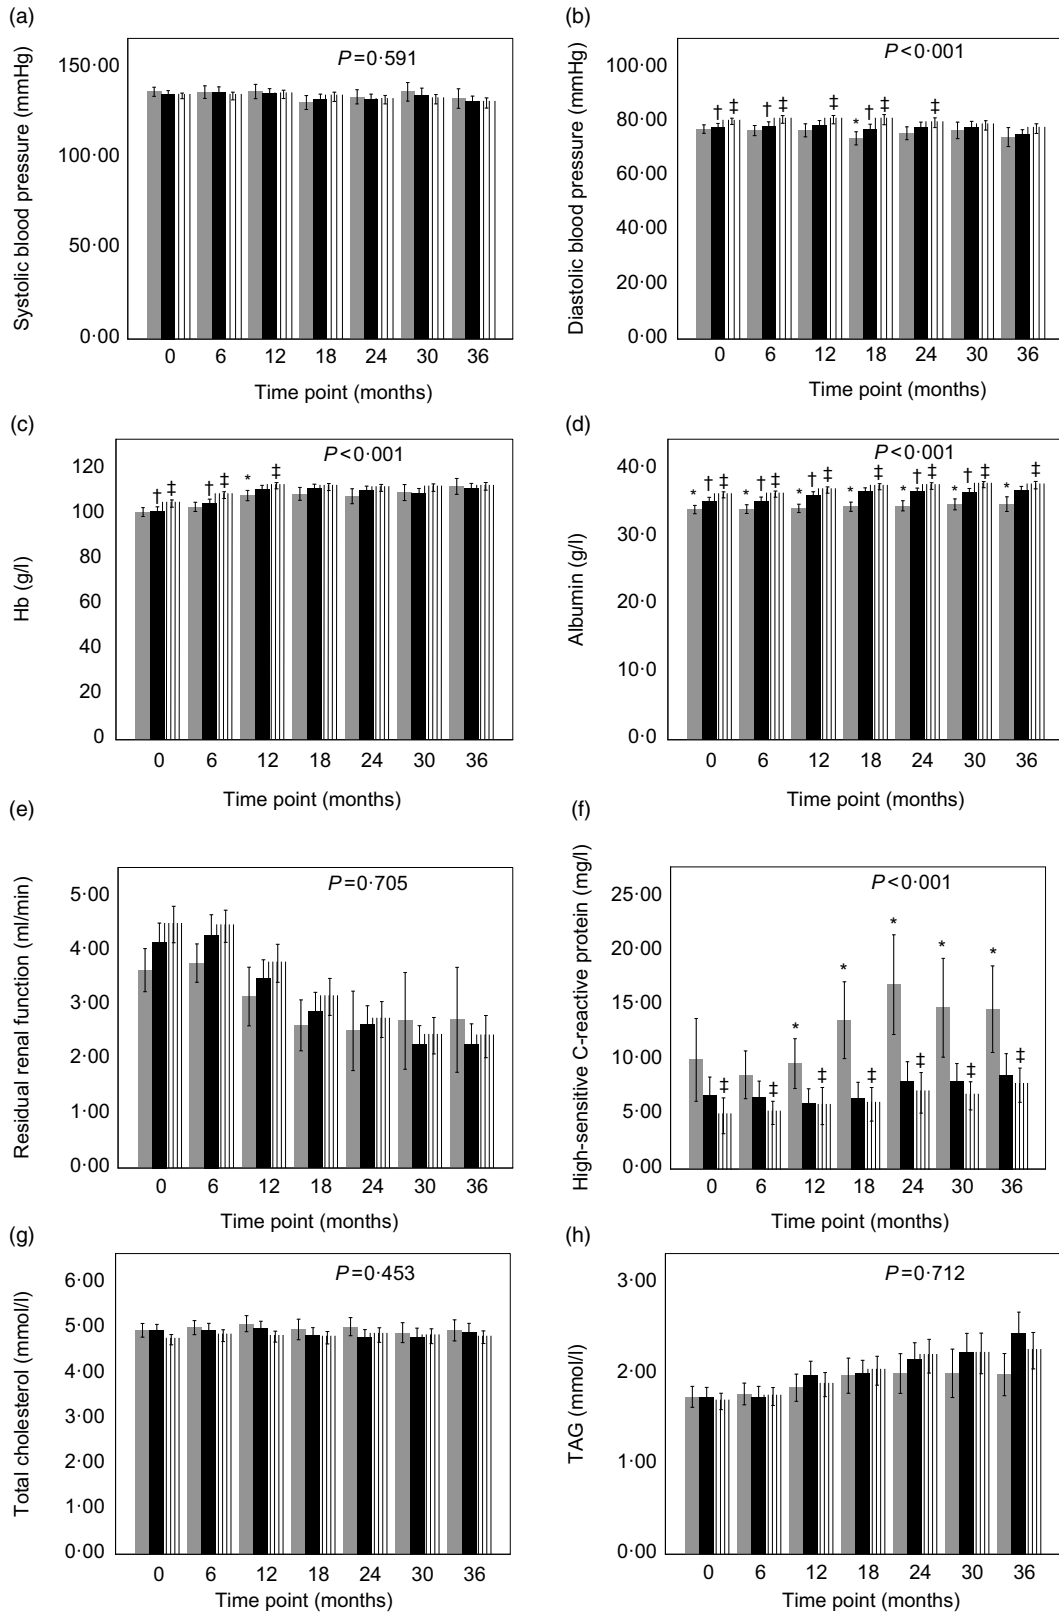 (a)
Systolic blood pressure (mmHg)
P=0·591
150·00
100·00
50·00
0·00
0 6 12 18 24 30 36
Time point (months)
(b)
Diastolic blood pressure (mmHg)
P<0·001
100·00
80·00
60·00
40·00
20·00
0·00
† ‡ † ‡ ‡ * † ‡ ‡
0 6 12 18 24 30 36
Time point (months)
(c)
Hb (g/l)
P<0·001
120
100
80
60
40
20
0
† ‡ † ‡ * ‡
0 6 12 18 24 30 36
Time point (months)
(d)
Albumin (g/l)
P<0·001
40·0
30·0
20·0
10·0
0·0
* † ‡ * † ‡ * † ‡ * ‡ * † ‡ * † ‡ * ‡
0 6 12 18 24 30 36
Time point (months)
(e)
Residual renal function (ml/min)
P=0·705
5·00
4·00
3·00
2·00
1·00
0·00
0 6 12 18 24 30 36
Time point (months)
(f)
High-sensitive C-reactive protein (mg/l)
P<0·001
25·00
20·00
15·00
10·00
5·00
0·00
‡ ‡ * ‡ * ‡ * ‡ * ‡ * ‡
0 6 12 18 24 30 36
Time point (months)
(g)
Total cholesterol (mmol/l)
P=0·453
6·00
5·00
4·00
3·00
2·00
1·00
0·00
0 6 12 18 24 30 36
Time point (months)
(h)
TAG (mmol/l)
P=0·712
3·00
2·00
1·00
0·00
0 6 12 18 24 30 36
Time point (months)